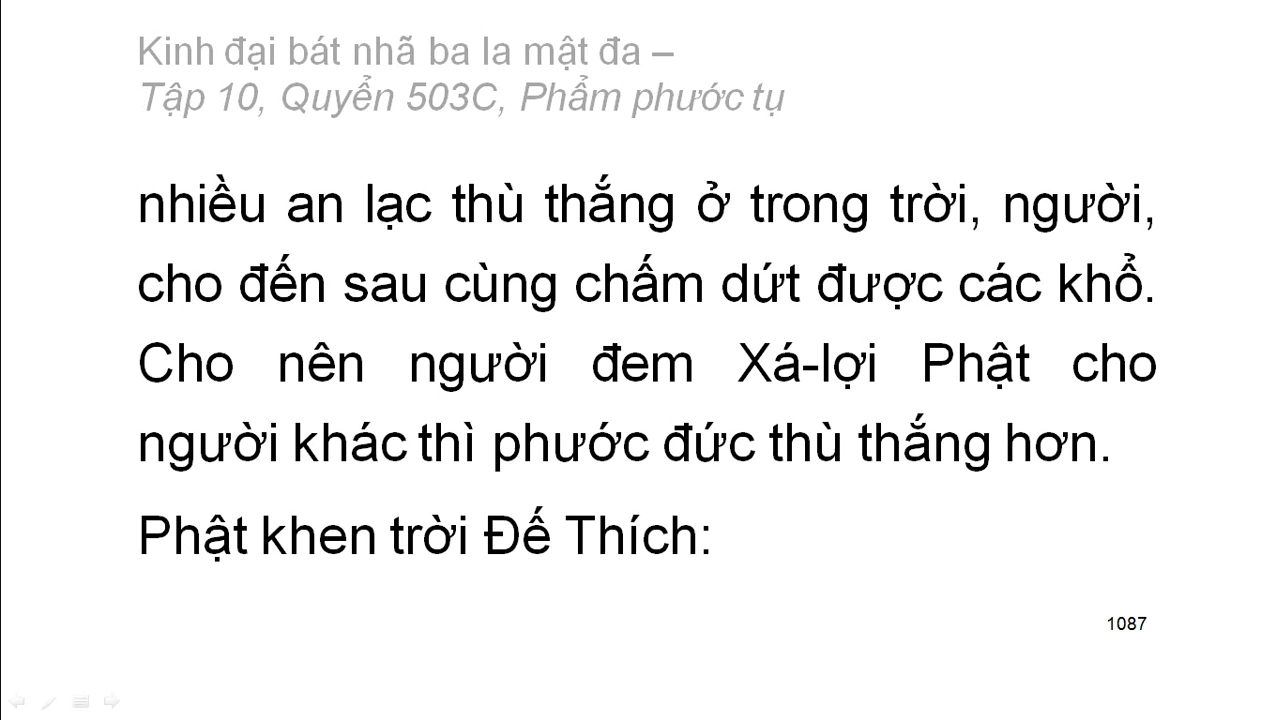 Kinh đại bát nhã ba la mật đa –
Tập 10, Quyển 503C, Phẩm phước tụ
nhiều an lạc thù thắng ở trong trời, người,
cho đến sau cùng chấm dứt được các khổ.
Cho nên người đem Xá-lợi Phật cho
người khác thì phước đức thù thắng hơn.
Phật khen trời Đế Thích:
1087